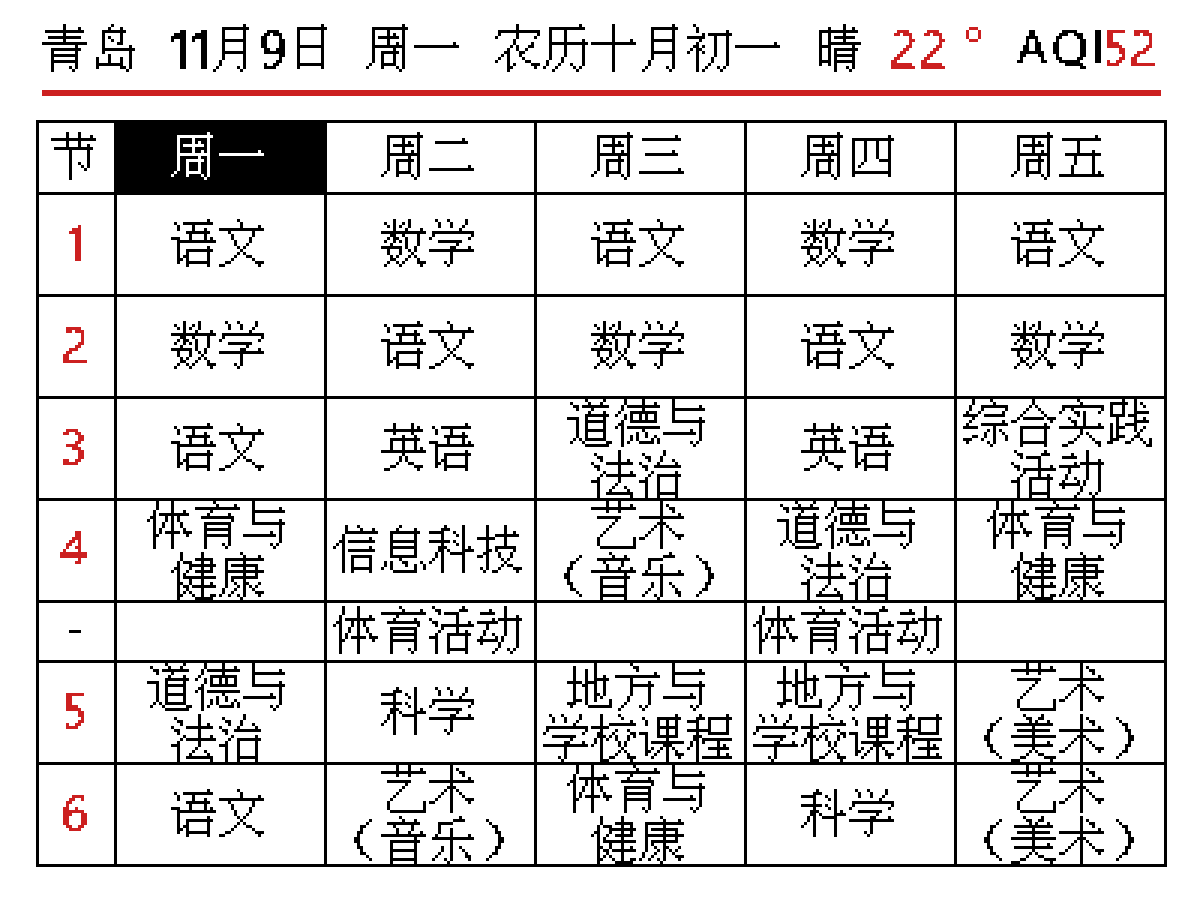 青岛 11月9日 周一 农历十月初一 晴 22° AQI52
节 周一 周二 周三 周四 周五
1 语文 数学 语文 数学 语文
2 数学 语文 数学 语文 数学
3 语文 英语 道德与法治 英语 综合实践活动
4 体育与健康 信息科技 艺术（音乐） 道德与法治 体育与健康
- 体育活动 体育活动
5 道德与法治 科学 地方与学校课程 地方与学校课程 艺术（美术）
6 语文 艺术（音乐） 体育与健康 科学 艺术（美术）